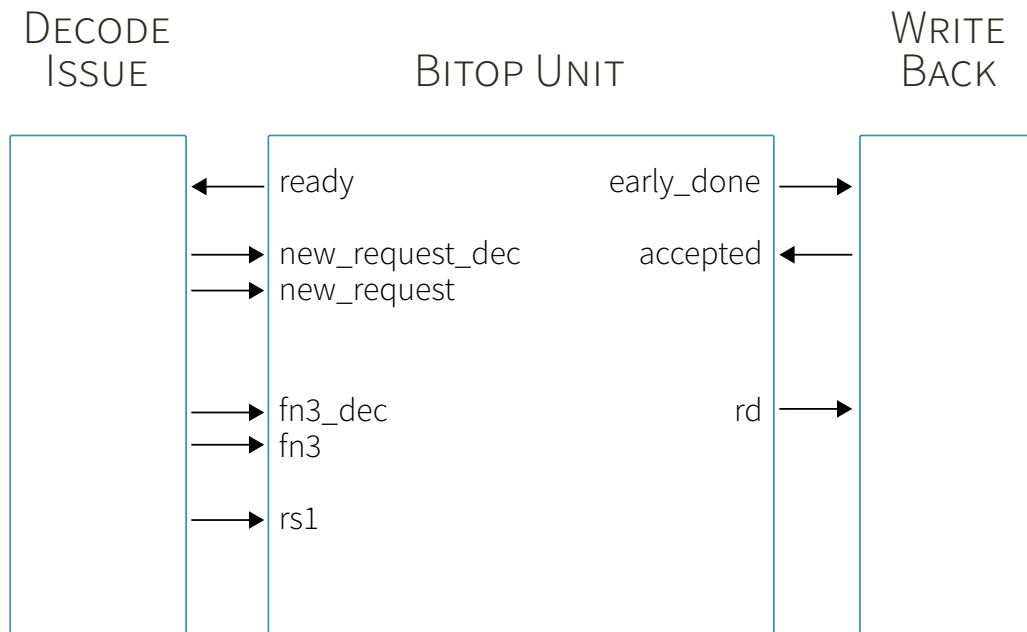 Decode
Issue
Bitop Unit
Write
Back
ready
early_done
new_request_dec
accepted
new_request
fn3_dec
rd
fn3
rs1